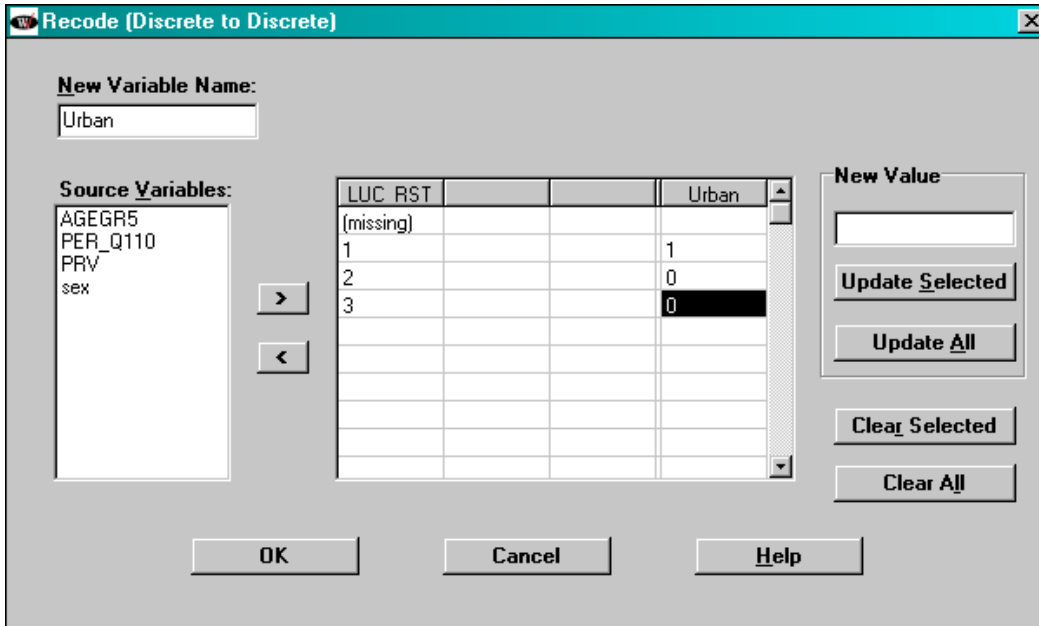 Recode (Discrete to Discrete)
New Variable Name:
Urban
Source Variables:
AGEGR5
PER_Q110
PRV
sex
>
<
LUC RST Urban
(missing)
1 1
2 0
3 0
New Value
Update Selected
Update All
Clear Selected
Clear All
OK Cancel Help